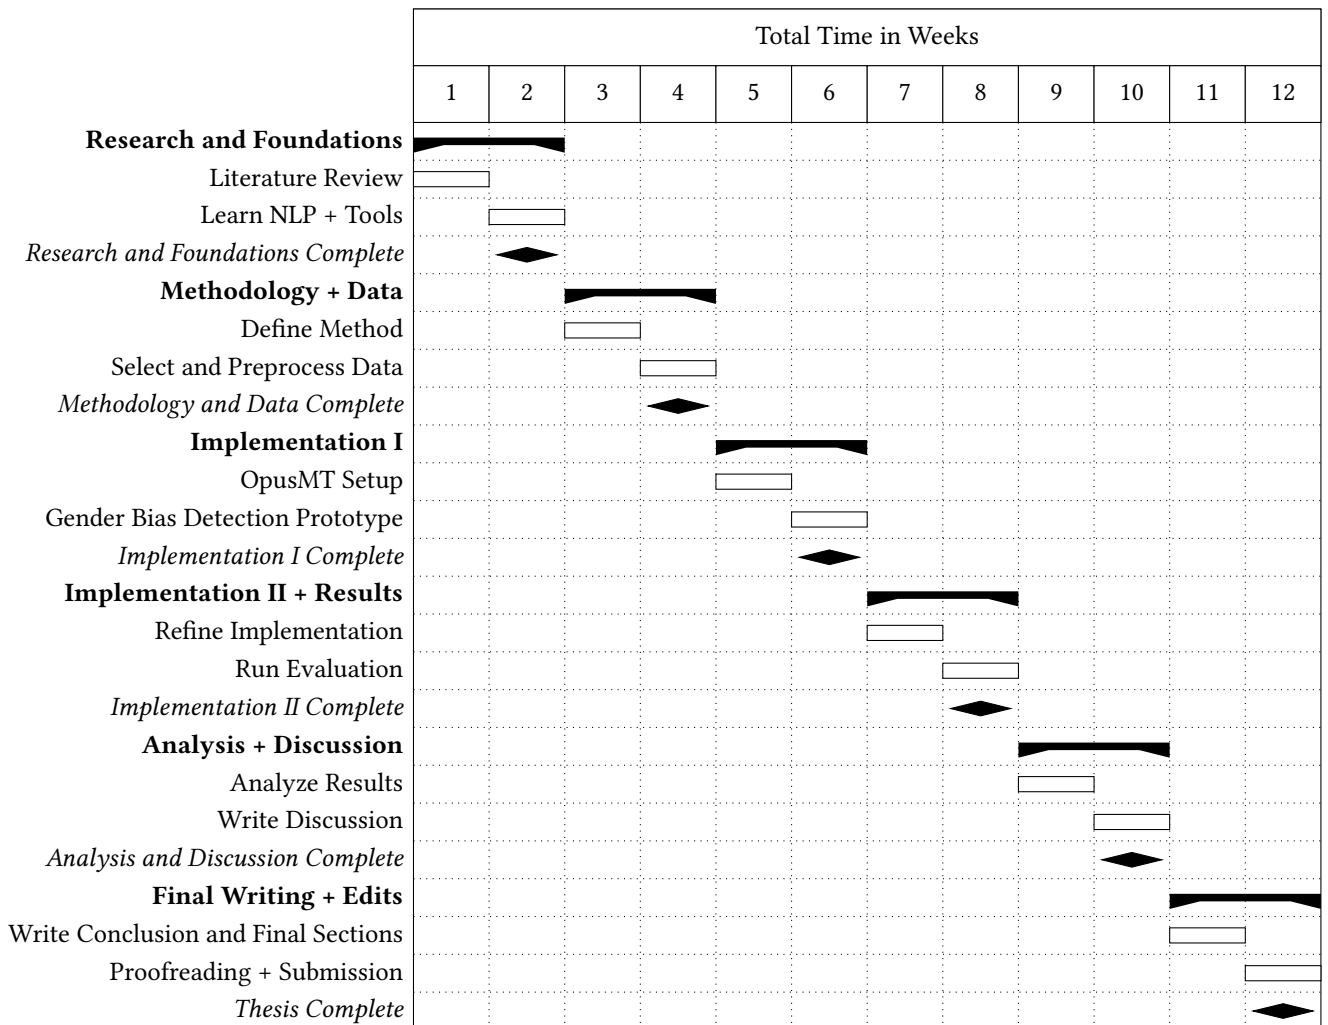 Total Time in Weeks
1 2 3 4 5 6 7 8 9 10 11 12
Research and Foundations
Literature Review
Learn NLP + Tools
Research and Foundations Complete
Methodology + Data
Define Method
Select and Preprocess Data
Methodology and Data Complete
Implementation I
OpusMT Setup
Gender Bias Detection Prototype
Implementation I Complete
Implementation II + Results
Refine Implementation
Run Evaluation
Implementation II Complete
Analysis + Discussion
Analyze Results
Write Discussion
Analysis and Discussion Complete
Final Writing + Edits
Write Conclusion and Final Sections
Proofreading + Submission
Thesis Complete